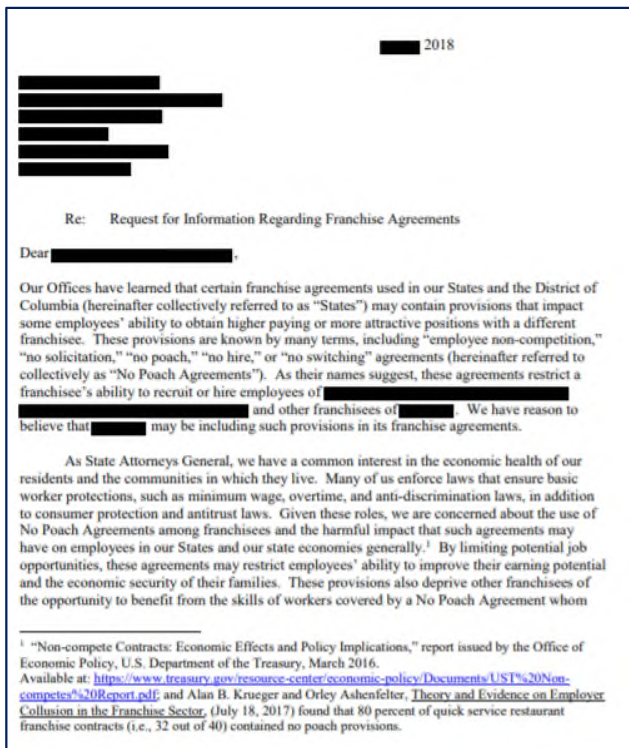 2018
Re: Request for Information Regarding Franchise Agreements
Dear ,
Our Offices have learned that certain franchise agreements used in our States and the District of
Columbia (hereinafter collectively referred to as “States”) may contain provisions that impact
some employees’ ability to obtain higher paying or more attractive positions with a different
franchisee. These provisions are known by many terms, including “employee non-competition,”
“no solicitation,” “no poach,” “no hire,” or “no switching” agreements (hereinafter referred to
collectively as “No Poach Agreements”). As their names suggest, these agreements restrict a
franchisee’s ability to recruit or hire employees of
and other franchisees of . We have reason to
believe that may be including such provisions in its franchise agreements.
As State Attorneys General, we have a common interest in the economic health of our
residents and the communities in which they live. Many of us enforce laws that ensure basic
worker protections, such as minimum wage, overtime, and anti-discrimination laws, in addition
to consumer protection and antitrust laws. Given these roles, we are concerned about the use of
No Poach Agreements among franchisees and the harmful impact that such agreements may
have on employees in our States and our state economies generally.¹ By limiting potential job
opportunities, these agreements may restrict employees’ ability to improve their earning potential
and the economic security of their families. These provisions also deprive other franchisees of
the opportunity to benefit from the skills of workers covered by a No Poach Agreement whom
¹ “Non-compete Contracts: Economic Effects and Policy Implications,” report issued by the Office of
Economic Policy, U.S. Department of the Treasury, March 2016.
Available at: https://www.treasury.gov/resource-center/economic-policy/Documents/UST%20Non-
competes%20Report.pdf; and Alan B. Krueger and Orley Ashenfelter, Theory and Evidence on Employer
Collusion in the Franchise Sector, (July 18, 2017) found that 80 percent of quick service restaurant
franchise contracts (i.e., 32 out of 40) contained no poach provisions.